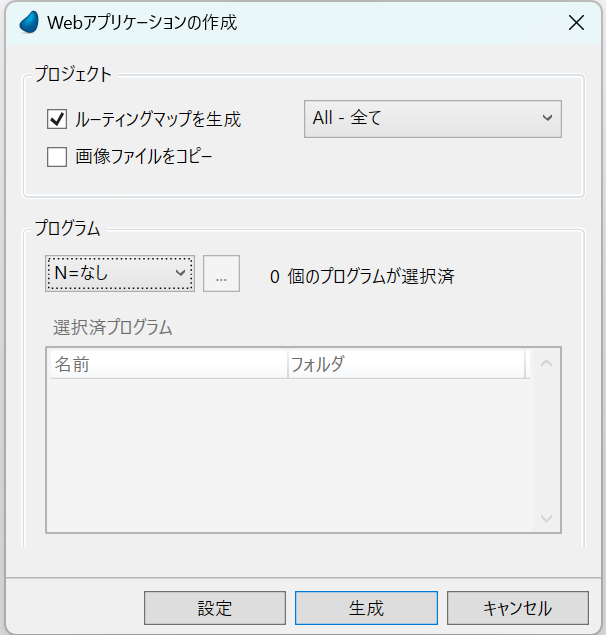 Webアプリケーションの作成
プロジェクト
ルーティングマップを生成
All - 全て
画像ファイルをコピー
プログラム
N=なし
...
0 個のプログラムが選択済
選択済プログラム
名前
フォルダ
設定
生成
キャンセル